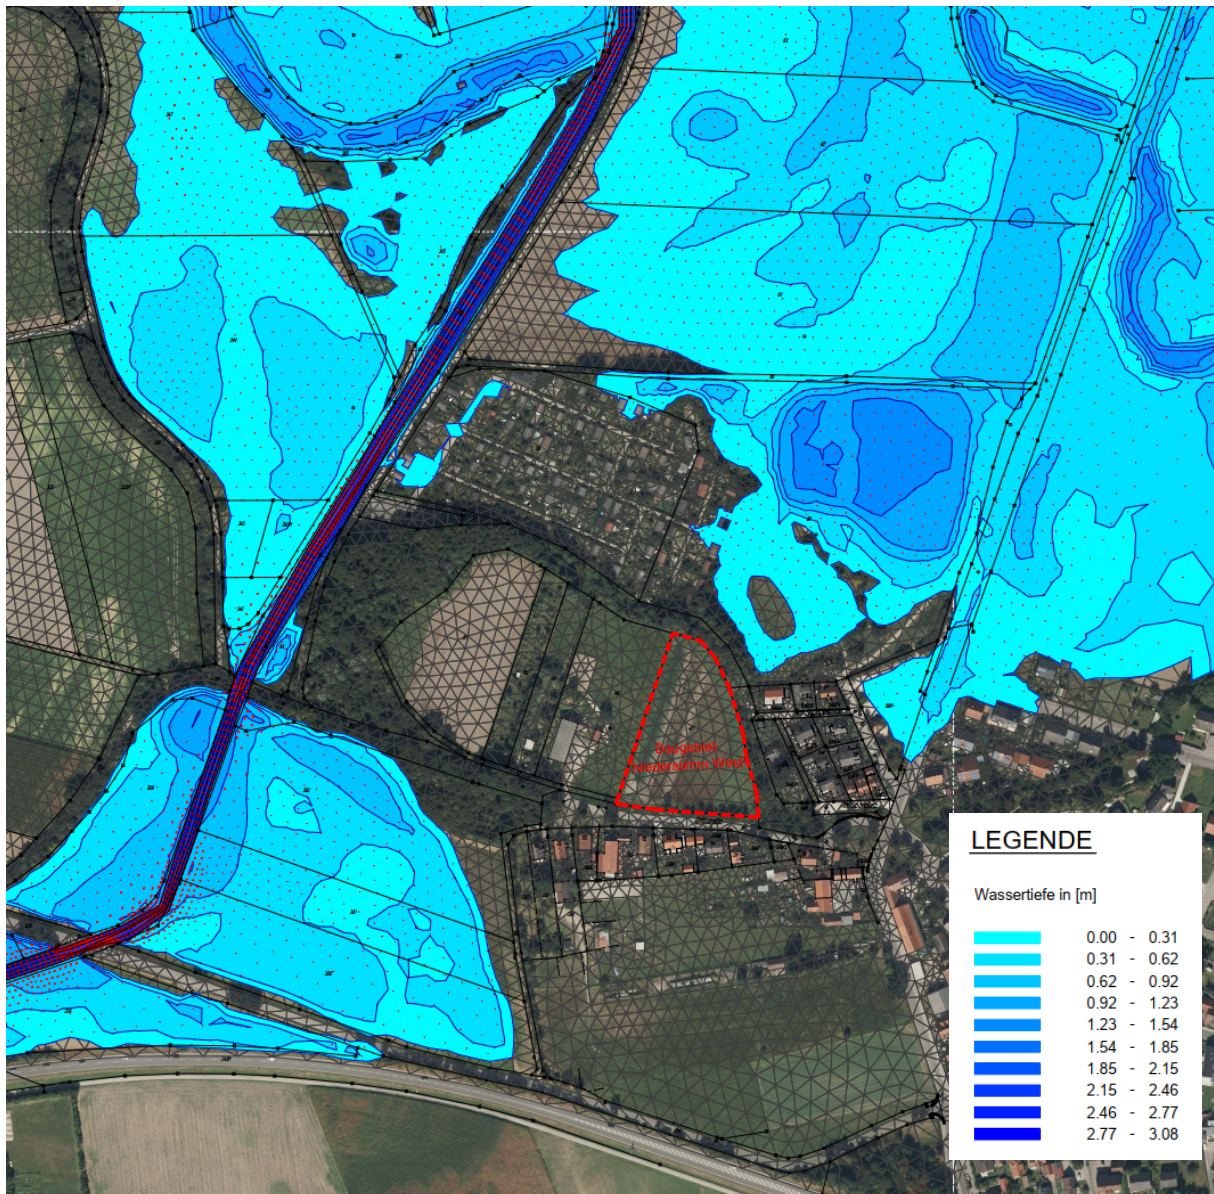 Baugebiet
Niederstimm West
LEGENDE
Wassertiefe in [m]
0.00 - 0.31
0.31 - 0.62
0.62 - 0.92
0.92 - 1.23
1.23 - 1.54
1.54 - 1.85
1.85 - 2.15
2.15 - 2.46
2.46 - 2.77
2.77 - 3.08